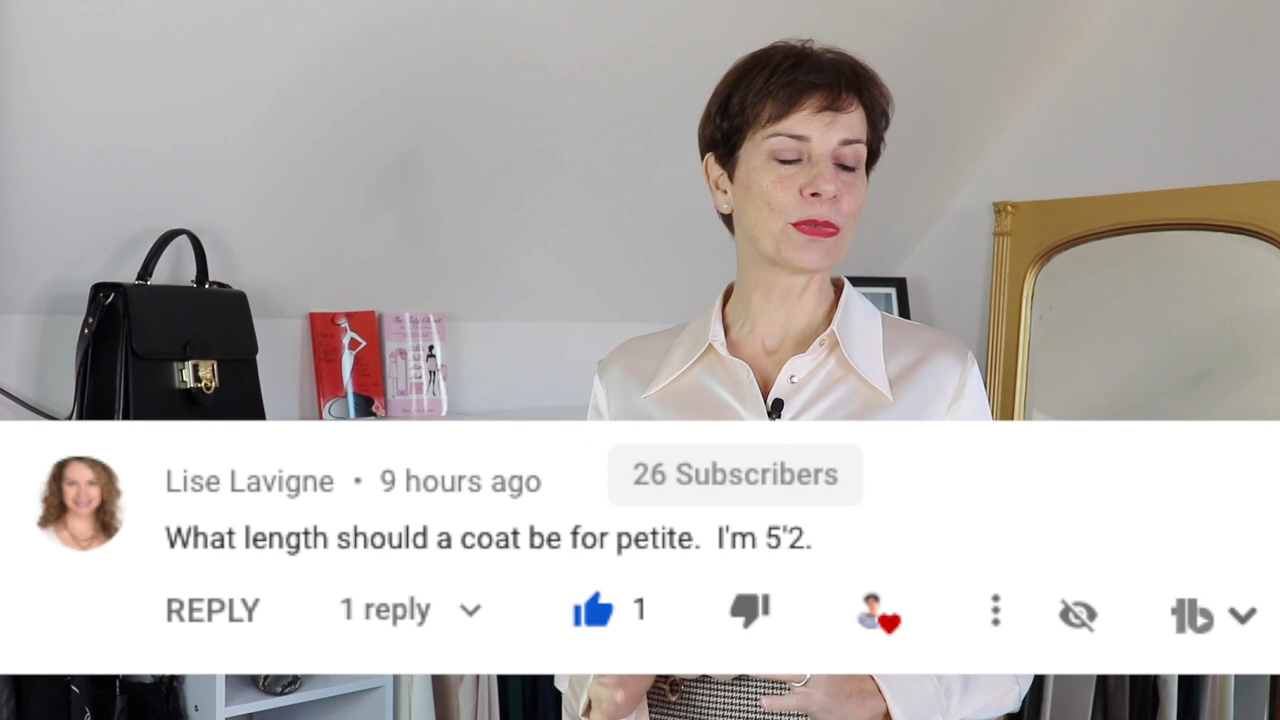 Lise Lavigne • 9 hours ago
26 Subscribers
What length should a coat be for petite. I'm 5'2.
REPLY
1 reply
1